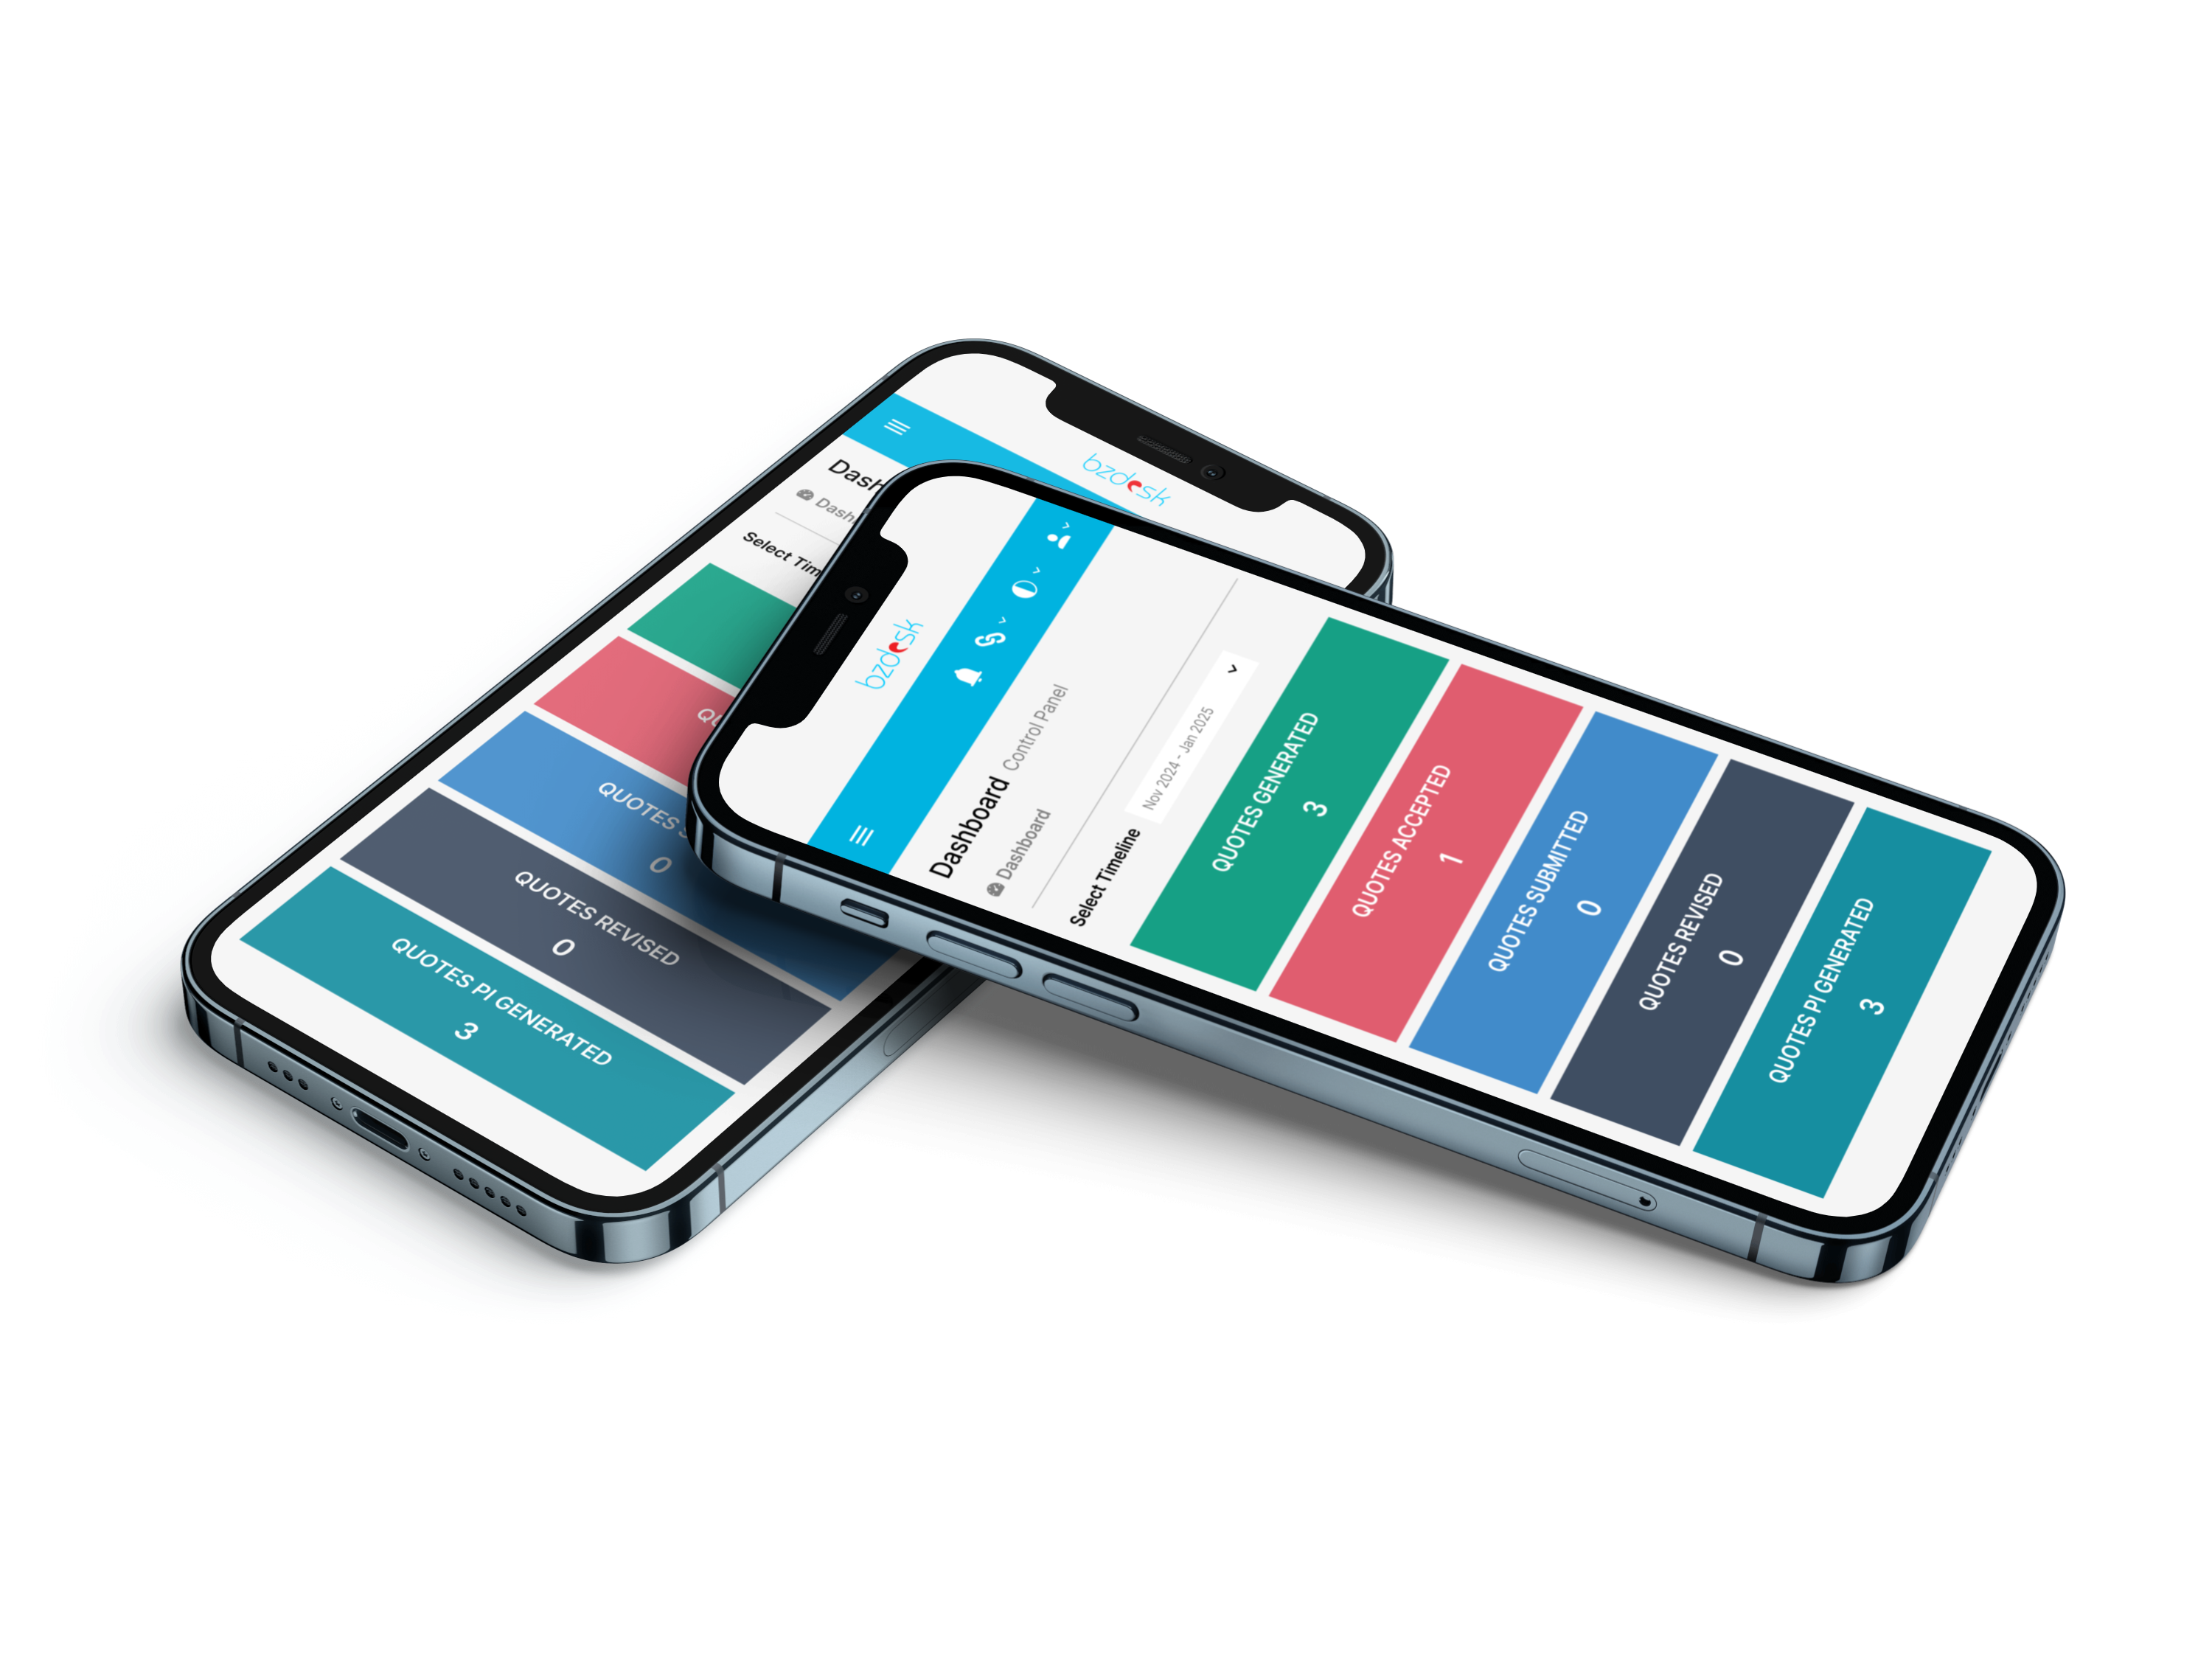 bzdesk
Dash
Dash
Select Tim
QU
QUOTES S
0
QUOTES REVISED
0
QUOTES PI GENERATED
3
bzdesk
Dashboard Control Panel
Dashboard
Select Timeline Nov 2024 - Jan 2025
QUOTES GENERATED
3
QUOTES ACCEPTED
1
QUOTES SUBMITTED
0
QUOTES REVISED
0
QUOTES PI GENERATED
3